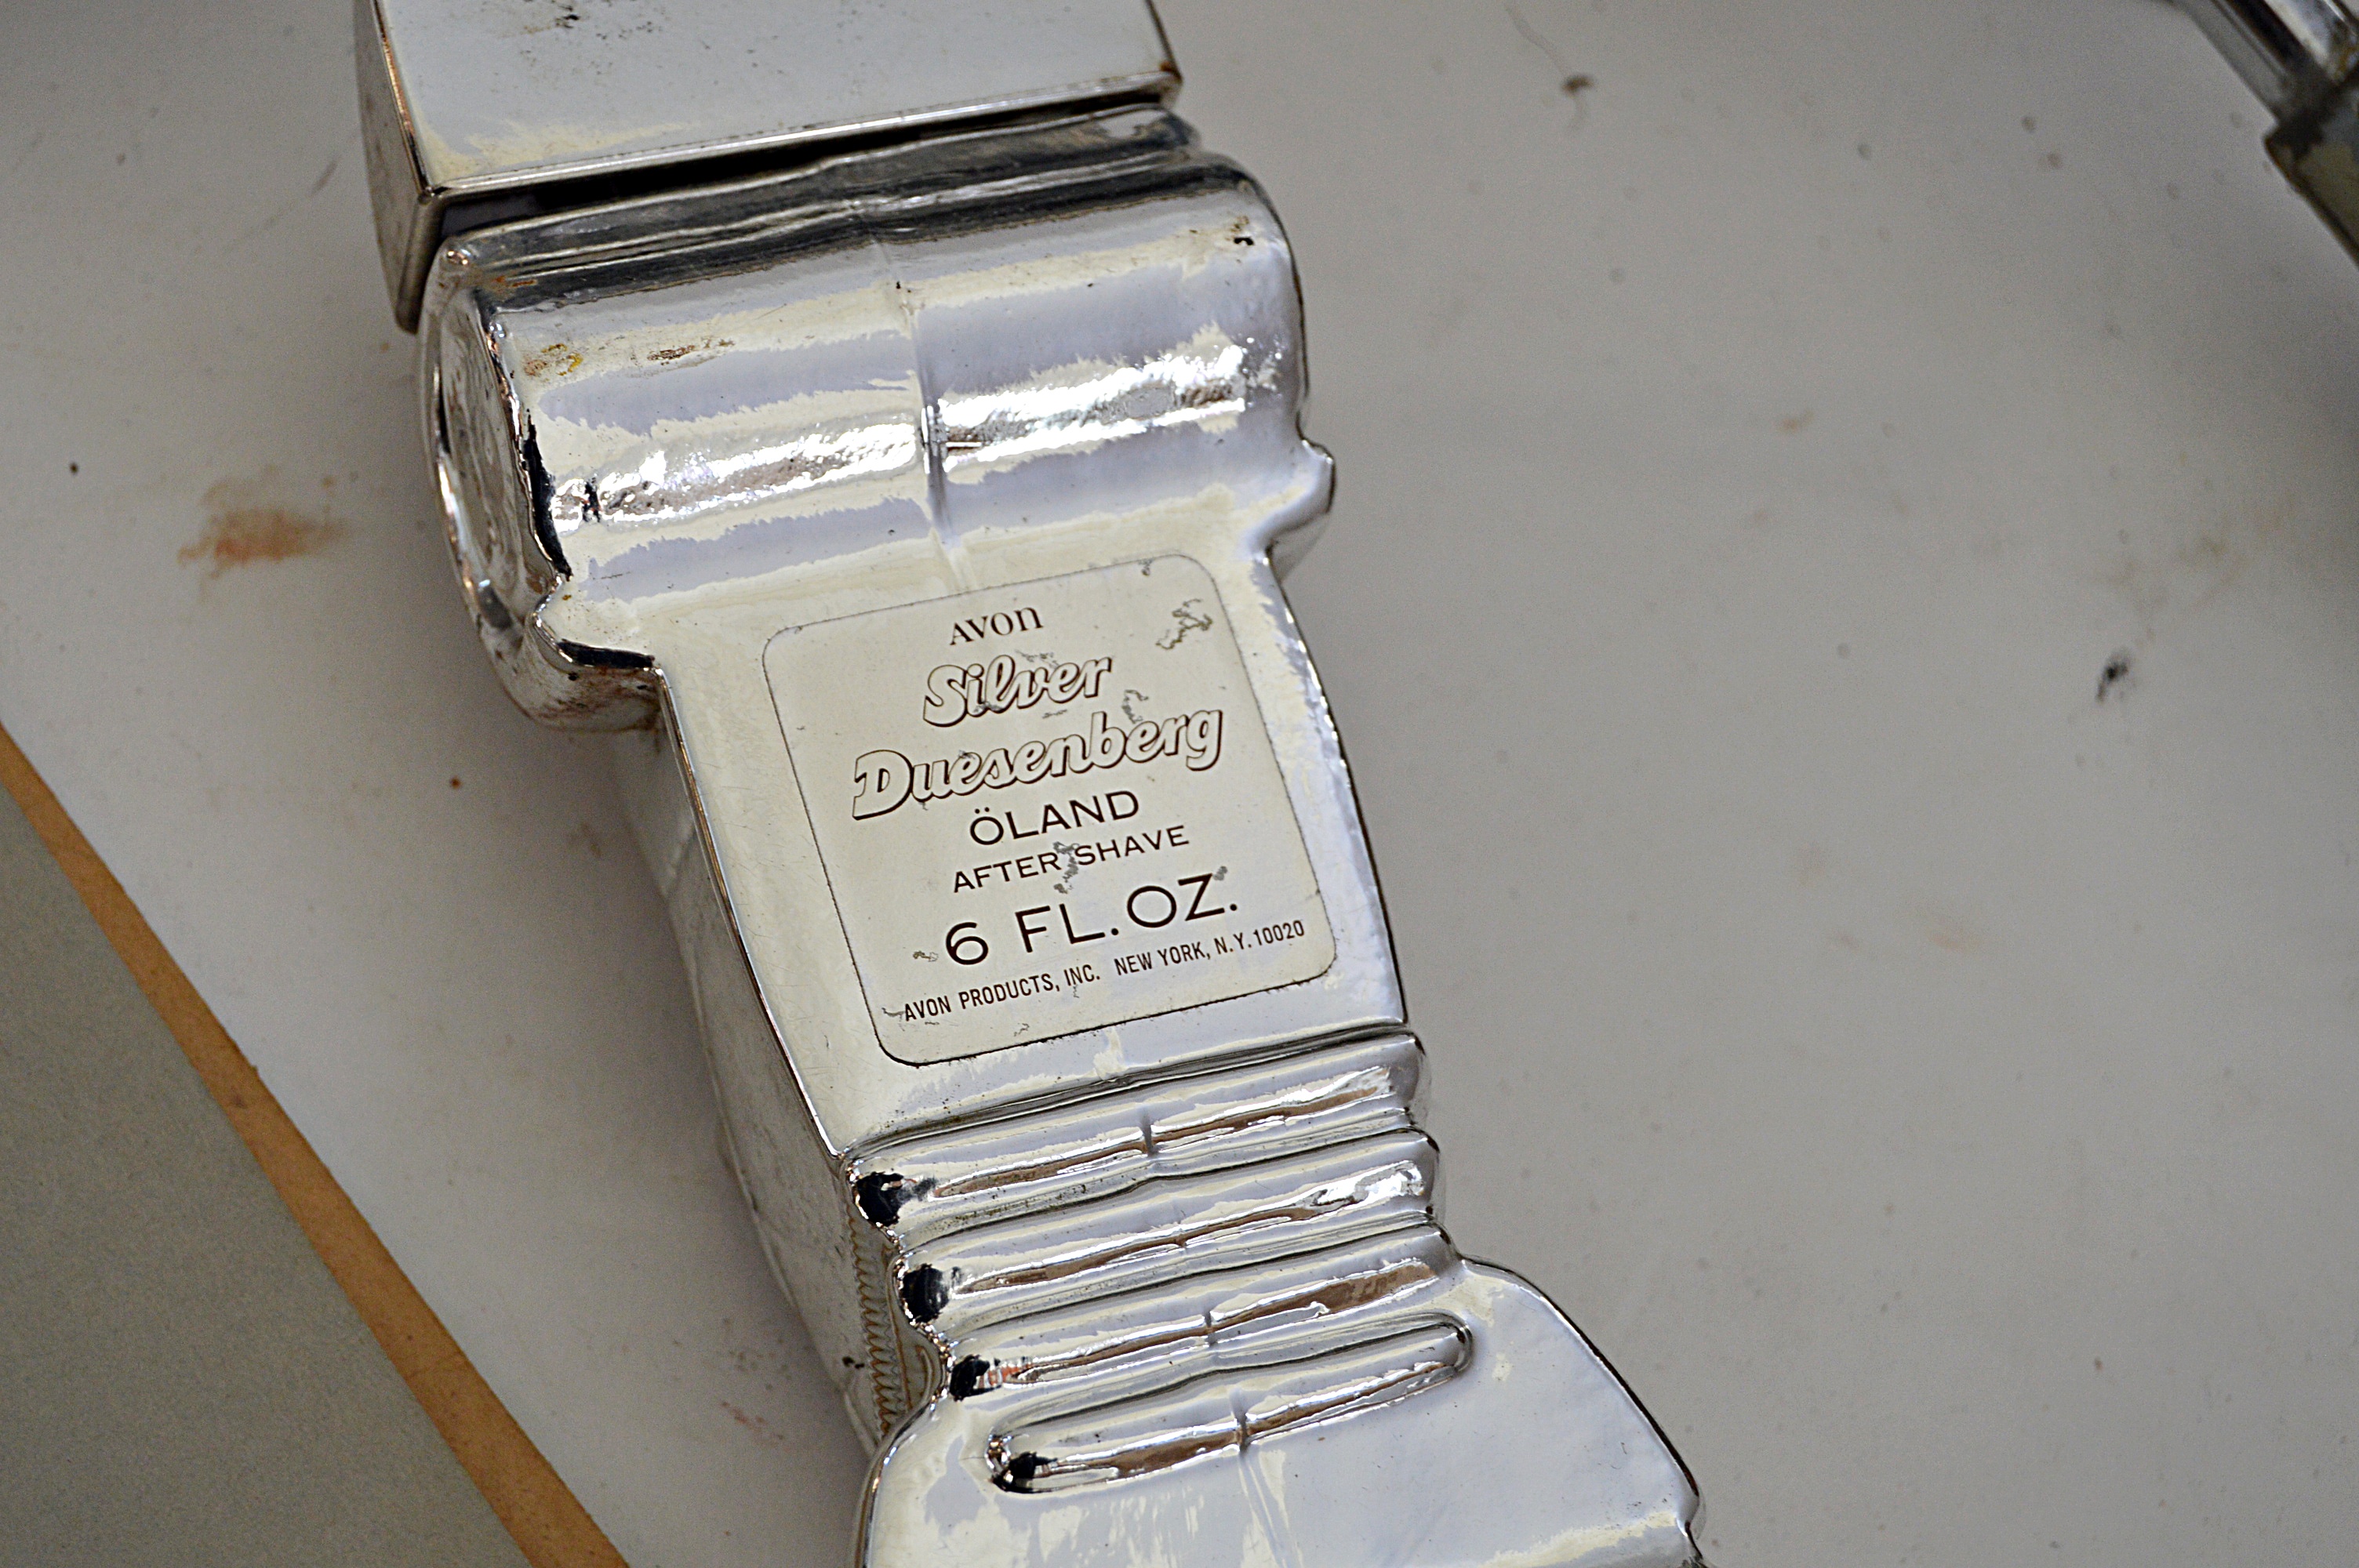 AVON
Silver
Duesenberg
ÖLAND
AFTER SHAVE
6 FL. OZ.
AVON PRODUCTS, INC. NEW YORK, N.Y. 10020